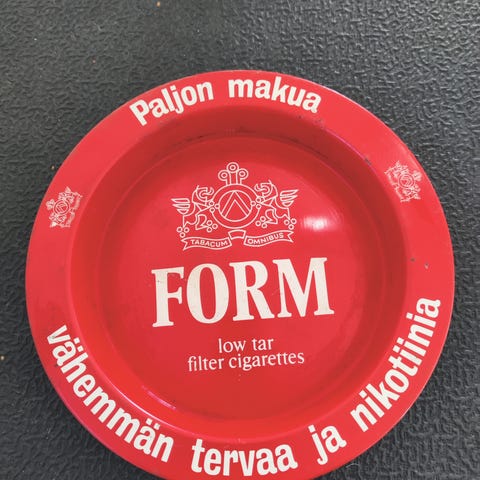 Paljon makua
TABACUM OMNIBUS
FORM
low tar
filter cigarettes
vähemmän tervaa ja nikotiinia